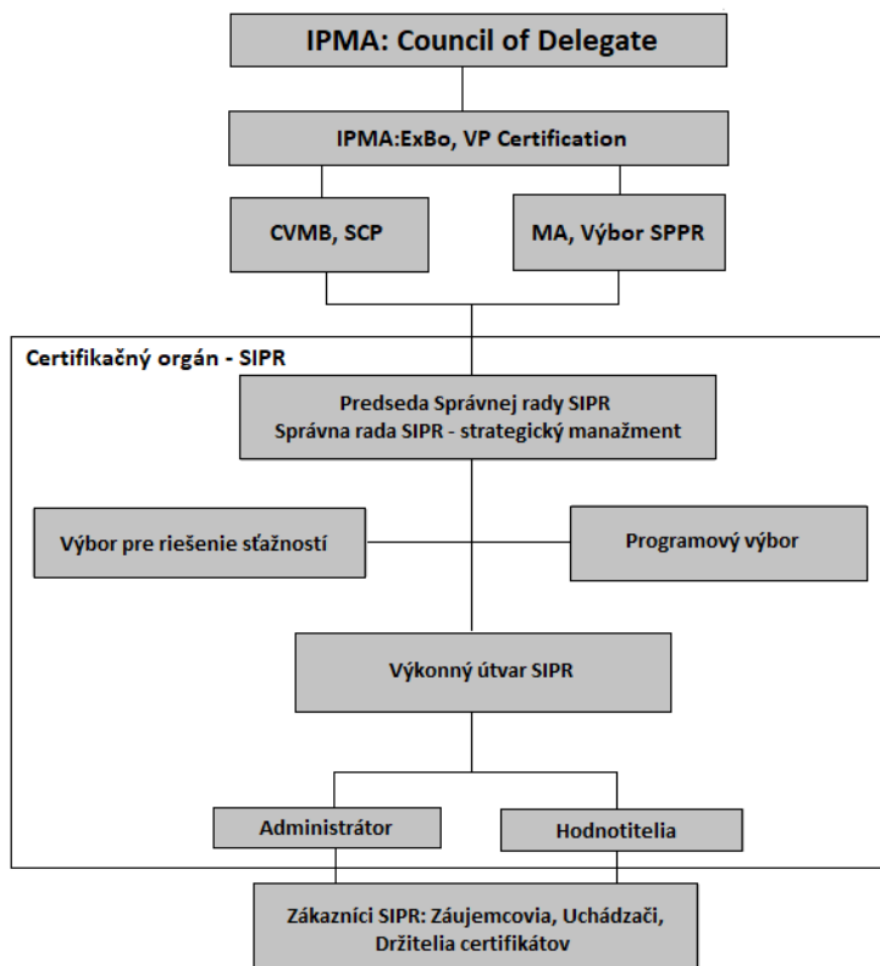 IPMA: Council of Delegate
IPMA:ExBo, VP Certification
CVMB, SCP
MA, Výbor SPPR
Certifikačný orgán - SIPR
Predseda Správnej rady SIPR
Správna rada SIPR - strategický manažment
Výbor pre riešenie sťažností
Programový výbor
Výkonný útvar SIPR
Administrátor
Hodnotitelia
Zákazníci SIPR: Záujemcovia, Uchádzači,
Držitelia certifikátov